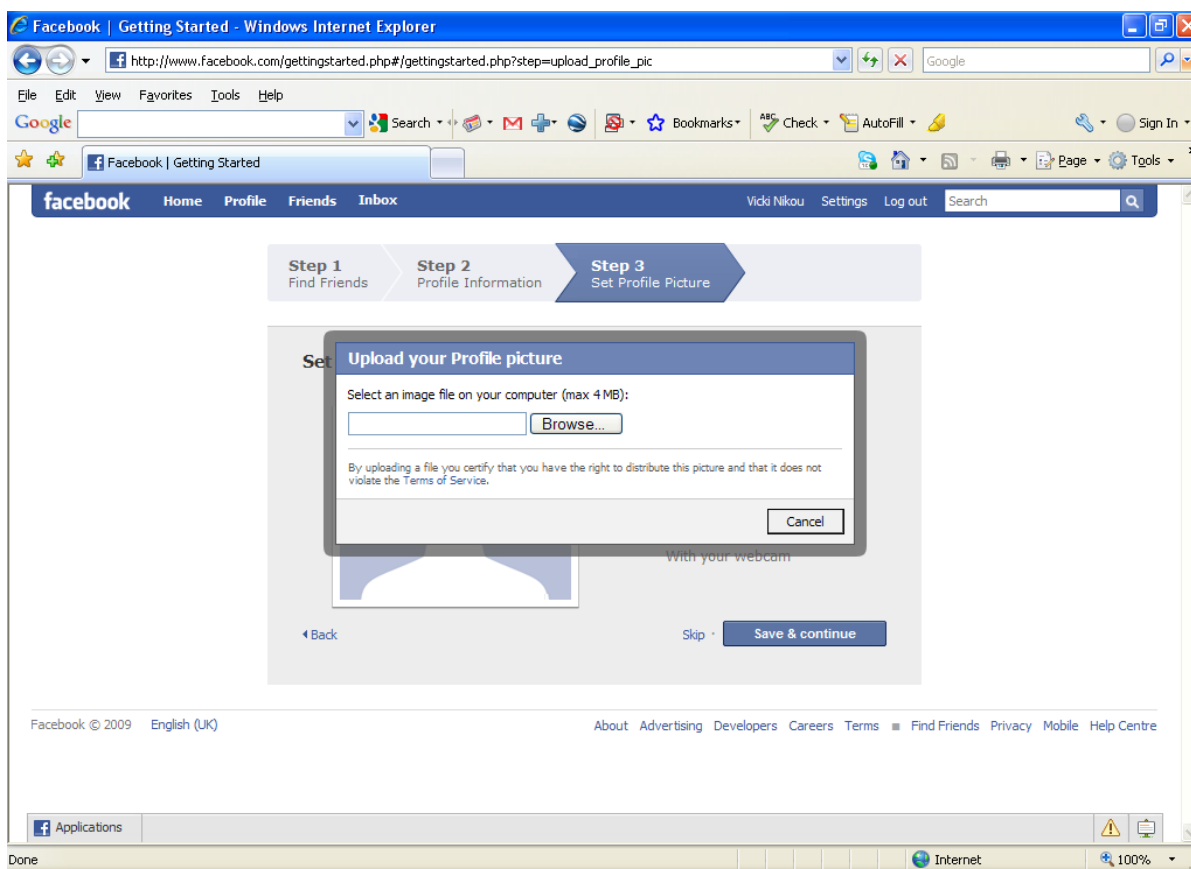 Facebook | Getting Started - Windows Internet Explorer
http://www.facebook.com/gettingstarted.php#/gettingstarted.php?step=upload_profile_pic Google
File Edit View Favorites Tools Help
Google Search Bookmarks Check AutoFill Sign In
Facebook | Getting Started Page Tools
facebook Home Profile Friends Inbox Vicki Nikou Settings Log out Search
Step 1 Step 2 Step 3
Find Friends Profile Information Set Profile Picture
Set Upload your Profile picture
Select an image file on your computer (max 4 MB):
Browse...
By uploading a file you certify that you have the right to distribute this picture and that it does not
violate the Terms of Service.
Cancel
With your webcam
Back Skip · Save & continue
Facebook © 2009 English (UK) About Advertising Developers Careers Terms Find Friends Privacy Mobile Help Centre
Applications
Done Internet 100%